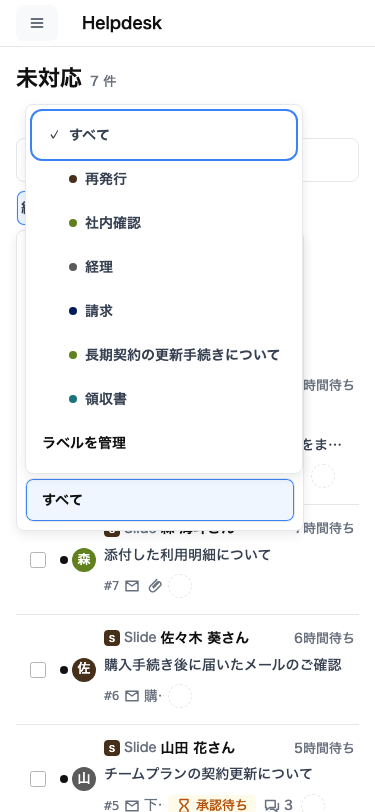 Helpdesk
未対応 7 件
✓ すべて
再発行
社内確認
経理
請求
長期契約の更新手続きについて
領収書
ラベルを管理
すべて
時間待ち
をま…
Slide
時間待ち
森 添付した利用明細について
#7
S Slide 佐々木 葵さん 6時間待ち
佐 購入手続き後に届いたメールのご確認
#6 購·
S Slide 山田 花さん 5時間待ち
山 チームプランの契約更新について
#5 下· 承認待ち 3